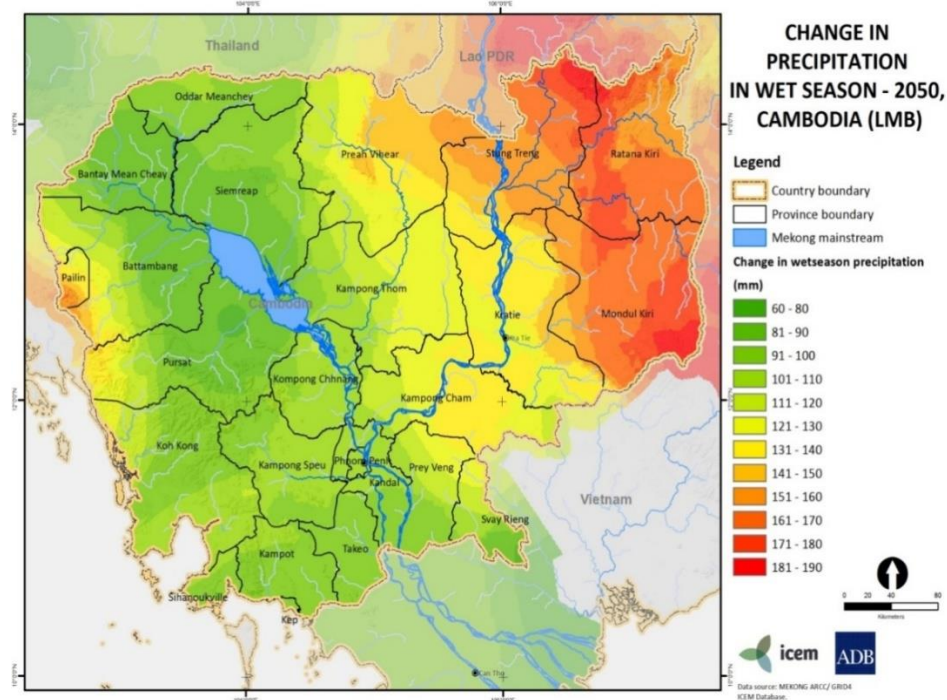 CHANGE IN
PRECIPITATION
IN WET SEASON - 2050,
CAMBODIA (LMB)
Legend
Country boundary
Province boundary
Mekong mainstream
Change in wetseason precipitation
(mm)
60 - 80
81 - 90
91 - 100
101 - 110
111 - 120
121 - 130
131 - 140
141 - 150
151 - 160
161 - 170
171 - 180
181 - 190
0 20 40 80
Kilometers
icem
ADB
Data source: MEKONG ARCC/ GRID4
ICEM Database.
Thailand
Lao PDR
Oddar Meanchey
Preah Vihear
Stung Treng
Ratana Kiri
Bantay Mean Cheay
Siemreap
Battambang
Pailin
Cambodia
Kampong Thom
Kratie
Kra Tie
Mondul Kiri
Pursat
Kompong Chhnang
Kampong Cham
Koh Kong
Kampong Speu
Phnom Penh
Prey Veng
Kandal
Vietnam
Svay Rieng
Takeo
Kampot
Sihanoukville
Kep
Can Tho